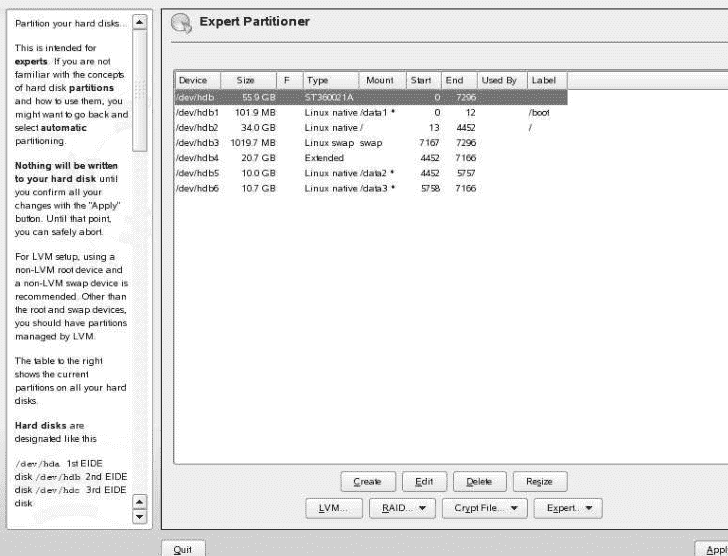 Partition your hard disks...
This is intended for
experts. If you are not
familiar with the concepts
of hard disk partitions
and how to use them, you
might want to go back and
select automatic
partitioning.
Nothing will be written
to your hard disk until
you confirm all your
changes with the "Apply"
button. Until that point,
you can safely abort.
For LVM setup, using a
non-LVM root device and
a non-LVM swap device is
recommended. Other than
the root and swap devices,
you should have partitions
managed by LVM.
The table to the right
shows the current
partitions on all your hard
disks.
Hard disks are
designated like this
/dev/hda 1st EIDE
disk /dev/hdb 2nd EIDE
disk /dev/hdc 3rd EIDE
disk
Expert Partitioner
Device Size F Type Mount Start End Used By Label
/dev/hdb 55.9 GB ST360021A 0 7296
/dev/hdb1 101.9 MB Linux native /data1 * 0 12 /boot
/dev/hdb2 34.0 GB Linux native / 13 4452 /
/dev/hdb3 1019.7 MB Linux swap swap 7167 7296
/dev/hdb4 20.7 GB Extended 4452 7166
/dev/hdb5 10.0 GB Linux native /data2 * 4452 5757
/dev/hdb6 10.7 GB Linux native /data3 * 5758 7166
Create Edit Delete Resize
LVM... RAID... Crypt File... Expert..
Quit Appl